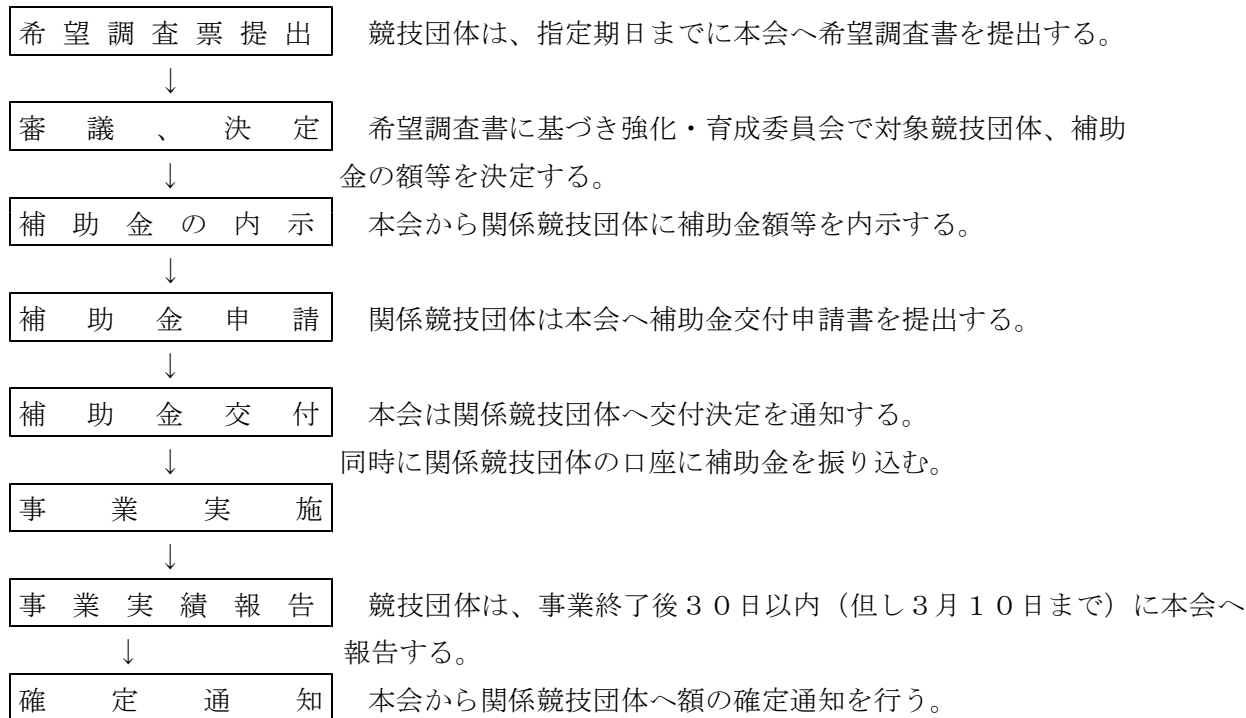 希望調査票提出　競技団体は、指定期日までに本会へ希望調査書を提出する。
↓
審議、決定　希望調査書に基づき強化・育成委員会で対象競技団体、補助
↓　金の額等を決定する。
補助金の内示　本会から関係競技団体に補助金額等を内示する。
↓
補助金申請　関係競技団体は本会へ補助金交付申請書を提出する。
↓
補助金交付　本会は関係競技団体へ交付決定を通知する。
↓　同時に関係競技団体の口座に補助金を振り込む。
事業実施
↓
事業実績報告　競技団体は、事業終了後３０日以内（但し３月１０日まで）に本会へ
↓　報告する。
確定通知　本会から関係競技団体へ額の確定通知を行う。